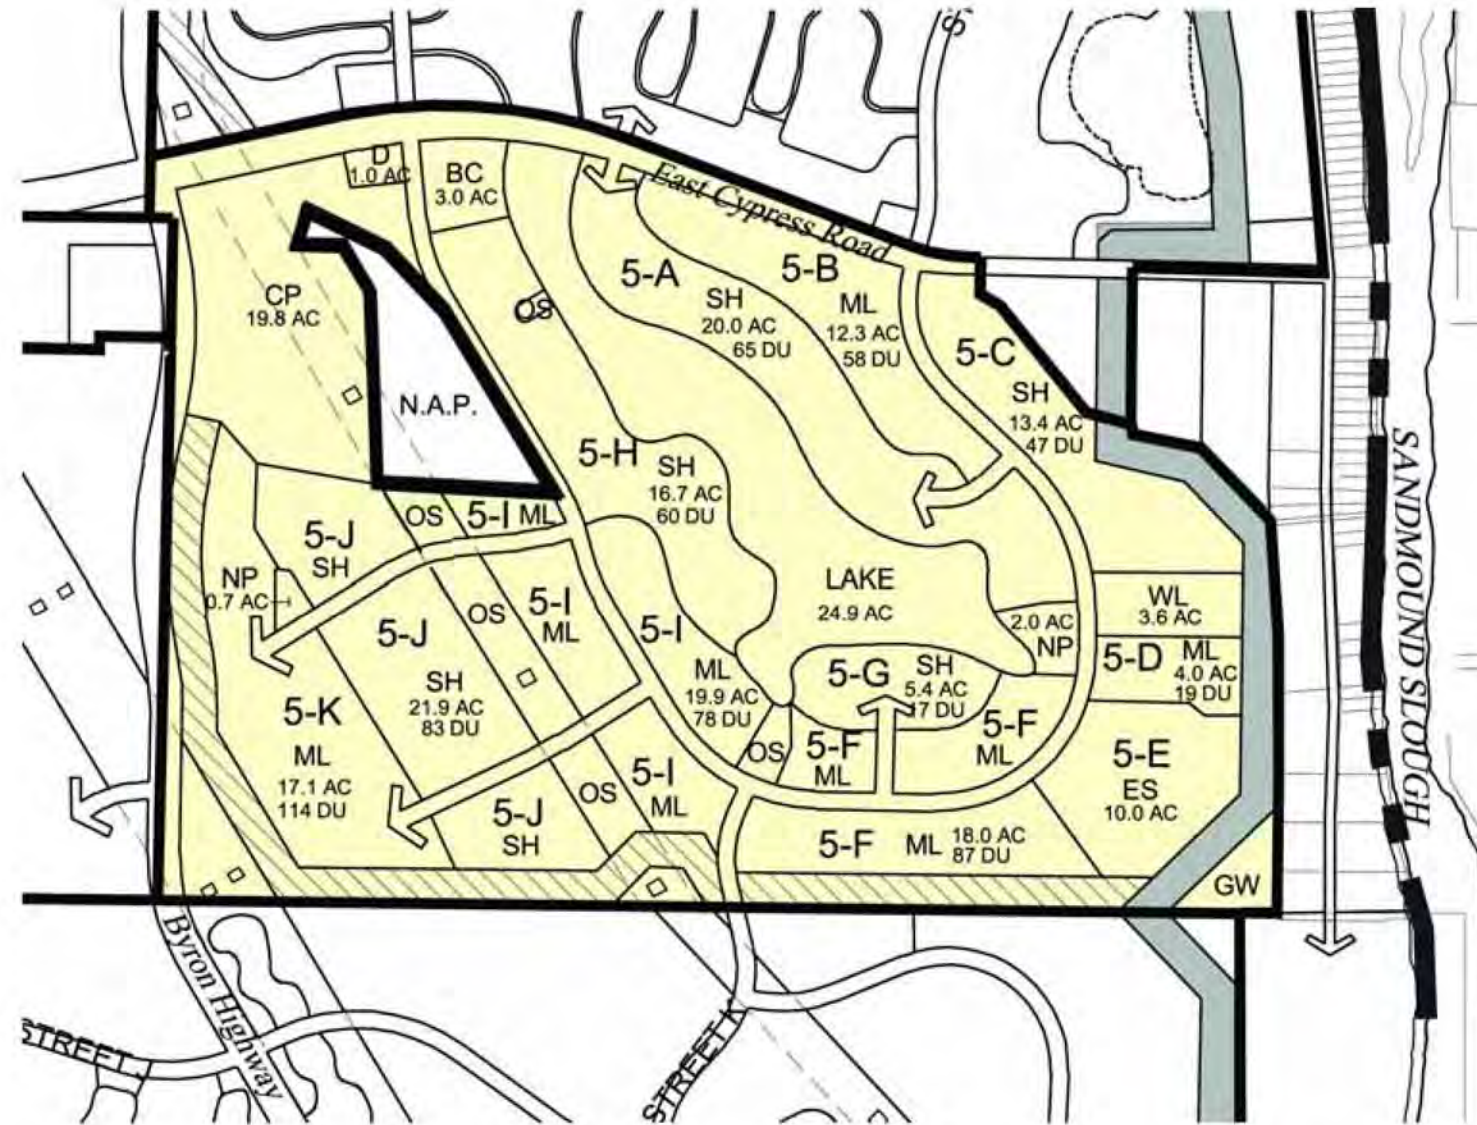 S
D
1.0 AC
BC
3.0 AC
East Cypress Road
5-A
SH
20.0 AC
65 DU
5-B
ML
12.3 AC
58 DU
CP
19.8 AC
OS
5-C
SH
13.4 AC
47 DU
N.A.P.
5-H
SH
16.7 AC
60 DU
OS
5-I ML
5-J
SH
NP
0.7 AC
5-J
SH
21.9 AC
83 DU
OS
5-I
ML
5-I
ML
19.9 AC
78 DU
LAKE
24.9 AC
2.0 AC
NP
WL
3.6 AC
5-D
ML
4.0 AC
19 DU
5-G
SH
5.4 AC
17 DU
5-K
ML
17.1 AC
114 DU
OS
5-F
ML
5-F
ML
5-E
ES
10.0 AC
5-J
SH
OS
5-I
ML
5-F ML
18.0 AC
87 DU
GW
SANDMOUND SLOUGH
Byron Highway
STREET J
STREET K